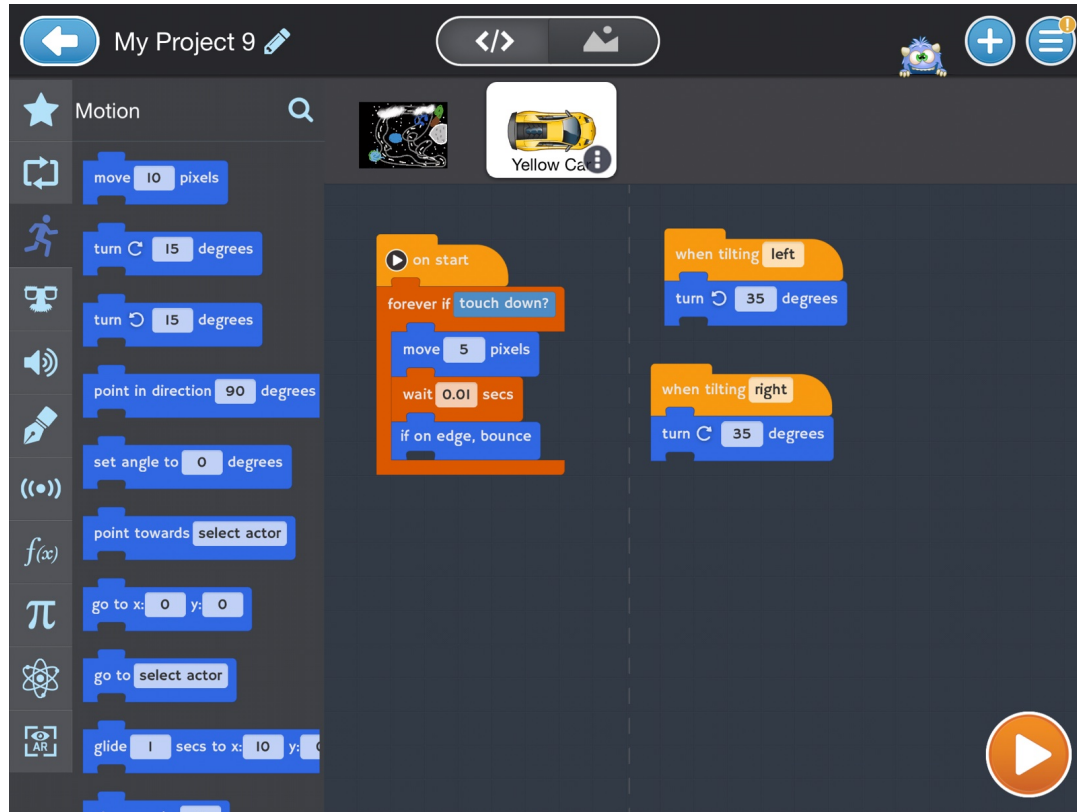 My Project 9
</>
!
Motion
Yellow Ca
move 10 pixels
turn 15 degrees
turn 15 degrees
point in direction 90 degrees
set angle to 0 degrees
point towards select actor
go to x: 0 y: 0
go to select actor
glide 1 secs to x: 10 y:
((•))
f(x)
π
AR
on start
forever if touch down?
move 5 pixels
wait 0.01 secs
if on edge, bounce
when tilting left
turn 35 degrees
when tilting right
turn 35 degrees